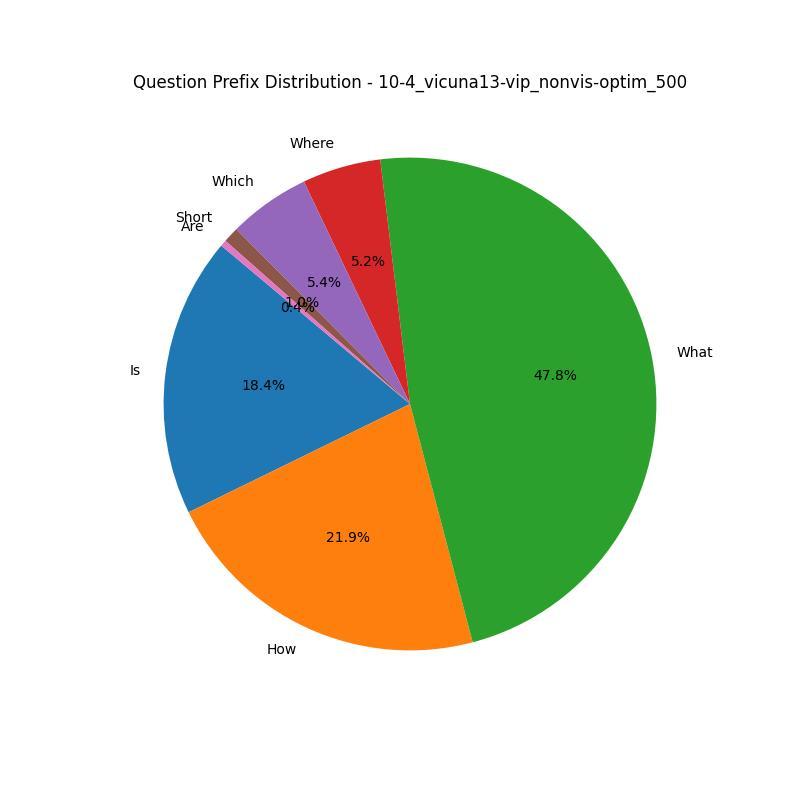 Question Prefix Distribution - 10-4_vicuna13-vip_nonvis-optim_500
Where
Which
Short
Are
5.2%
5.4%
1.0%
0.4%
What
Is
47.8%
18.4%
21.9%
How